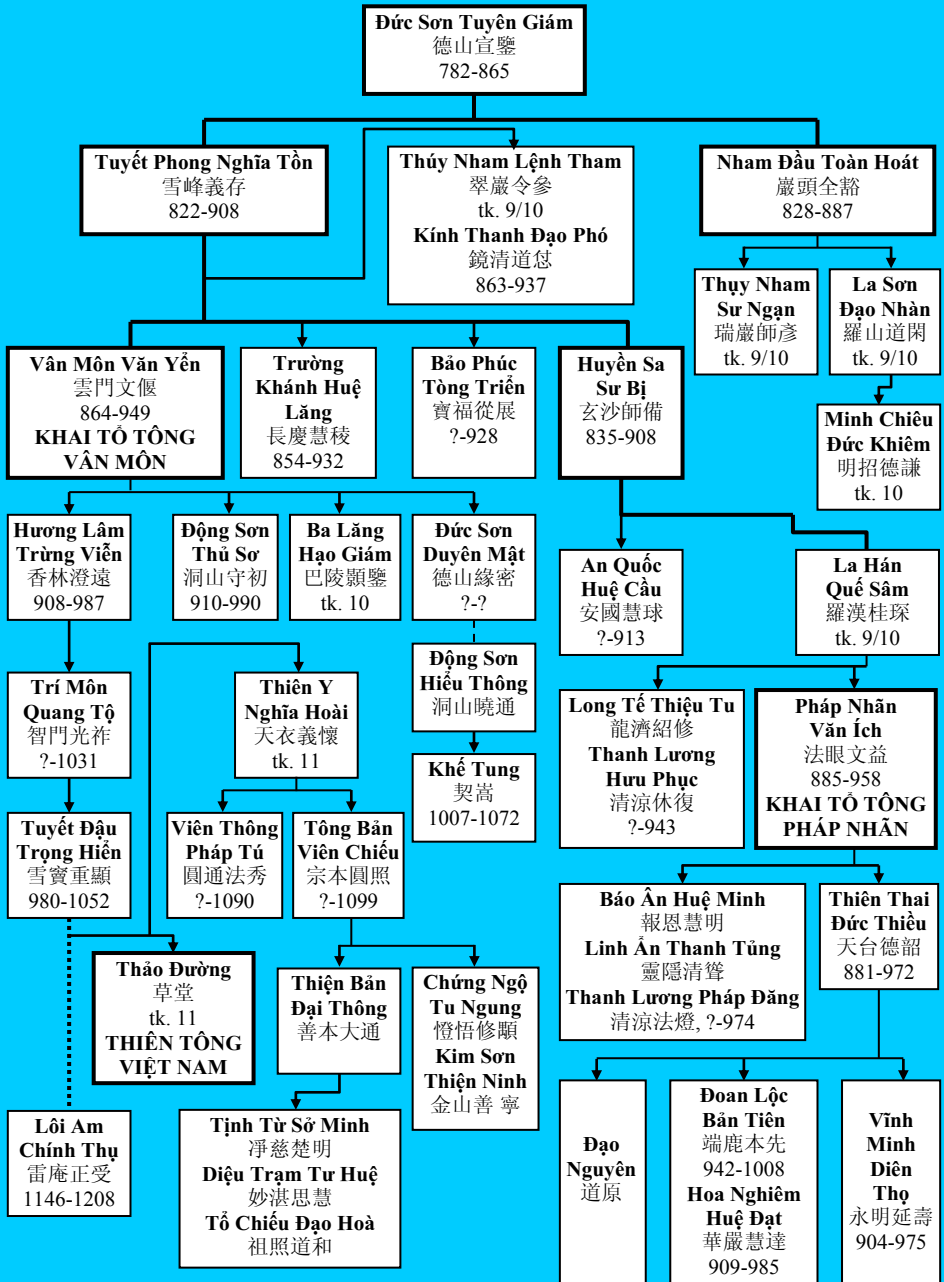 Đức Sơn Tuyên Giám
德山宣鑒
782-865
Tuyết Phong Nghĩa Tồn
雪峰義存
822-908
Thúy Nham Lệnh Tham
翠巖令參
tk. 9/10
Kính Thanh Đạo Phó
鏡清道怤
863-937
Nham Đầu Toàn Hoát
巖頭全豁
828-887
Thụy Nham
Sư Ngạn
瑞巖師彥
tk. 9/10
La Sơn
Đạo Nhàn
羅山道閑
tk. 9/10
Minh Chiêu
Đức Khiêm
明招德謙
tk. 10
Vân Môn Văn Yển
雲門文偃
864-949
KHAI TỔ TÔNG
VÂN MÔN
Trường
Khánh Huệ
Lăng
長慶慧稜
854-932
Bảo Phúc
Tòng Triển
寶福從展
?-928
Huyền Sa
Sư Bị
玄沙師備
835-908
Hương Lâm
Trừng Viễn
香林澄遠
908-987
Động Sơn
Thủ Sơ
洞山守初
910-990
Ba Lăng
Hạo Giám
巴陵顥鑒
tk. 10
Đức Sơn
Duyên Mật
德山緣密
?-?
An Quốc
Huệ Cầu
安國慧球
?-913
La Hán
Quế Sâm
羅漢桂琛
tk. 9/10
Trí Môn
Quang Tộ
智門光祚
?-1031
Thiên Y
Nghĩa Hoài
天衣義懷
tk. 11
Động Sơn
Hiểu Thông
洞山曉通
Khế Tung
契嵩
1007-1072
Long Tế Thiệu Tu
龍濟紹修
Thanh Lương
Hưu Phục
清涼休復
?-943
Pháp Nhãn
Văn Ích
法眼文益
885-958
KHAI TỔ TÔNG
PHÁP NHÃN
Tuyết Đậu
Trọng Hiển
雪竇重顯
980-1052
Viên Thông
Pháp Tú
圓通法秀
?-1090
Tông Bản
Viên Chiếu
宗本圓照
?-1099
Báo Ân Huệ Minh
報恩慧明
Linh Ẩn Thanh Tủng
靈隱清聳
Thanh Lương Pháp Đăng
清涼法燈, ?-974
Thiên Thai
Đức Thiều
天台德韶
881-972
Thảo Đường
草堂
tk. 11
THIÊN TÔNG
VIỆT NAM
Thiện Bản
Đại Thông
善本大通
Chứng Ngộ
Tu Ngung
憕悟修顒
Kim Sơn
Thiện Ninh
金山善 寧
Lôi Am
Chính Thụ
雷庵正受
1146-1208
Tịnh Từ Sở Minh
凈慈楚明
Diệu Trạm Tư Huệ
妙湛思慧
Tổ Chiếu Đạo Hoà
祖照道和
Đạo
Nguyên
道原
Đoan Lộc
Bản Tiên
端鹿本先
942-1008
Hoa Nghiêm
Huệ Đạt
華嚴慧達
909-985
Vĩnh
Minh
Diên
Thọ
永明延壽
904-975